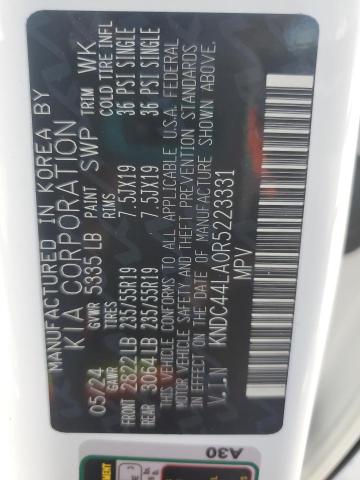 MANUFACTURED IN KOREA BY
KIA CORPORATION
05/24 GVWR 5335 LB PAINT SWP TRIM WK
GAWR RIMS COLD TIRE INFL
FRONT 2822 LB 235/55R19 7.5JX19 36 PSI SINGLE
REAR 3064 LB 235/55R19 7.5JX19 36 PSI SINGLE
THIS VEHICLE CONFORMS TO ALL APPLICABLE U.S.A. FEDERAL
MOTOR VEHICLE SAFETY AND THEFT PREVENTION STANDARDS
IN EFFECT ON THE DATE OF MANUFACTURE SHOWN ABOVE.
V.I.N KNDC44LA0R5223331
MPV
A30